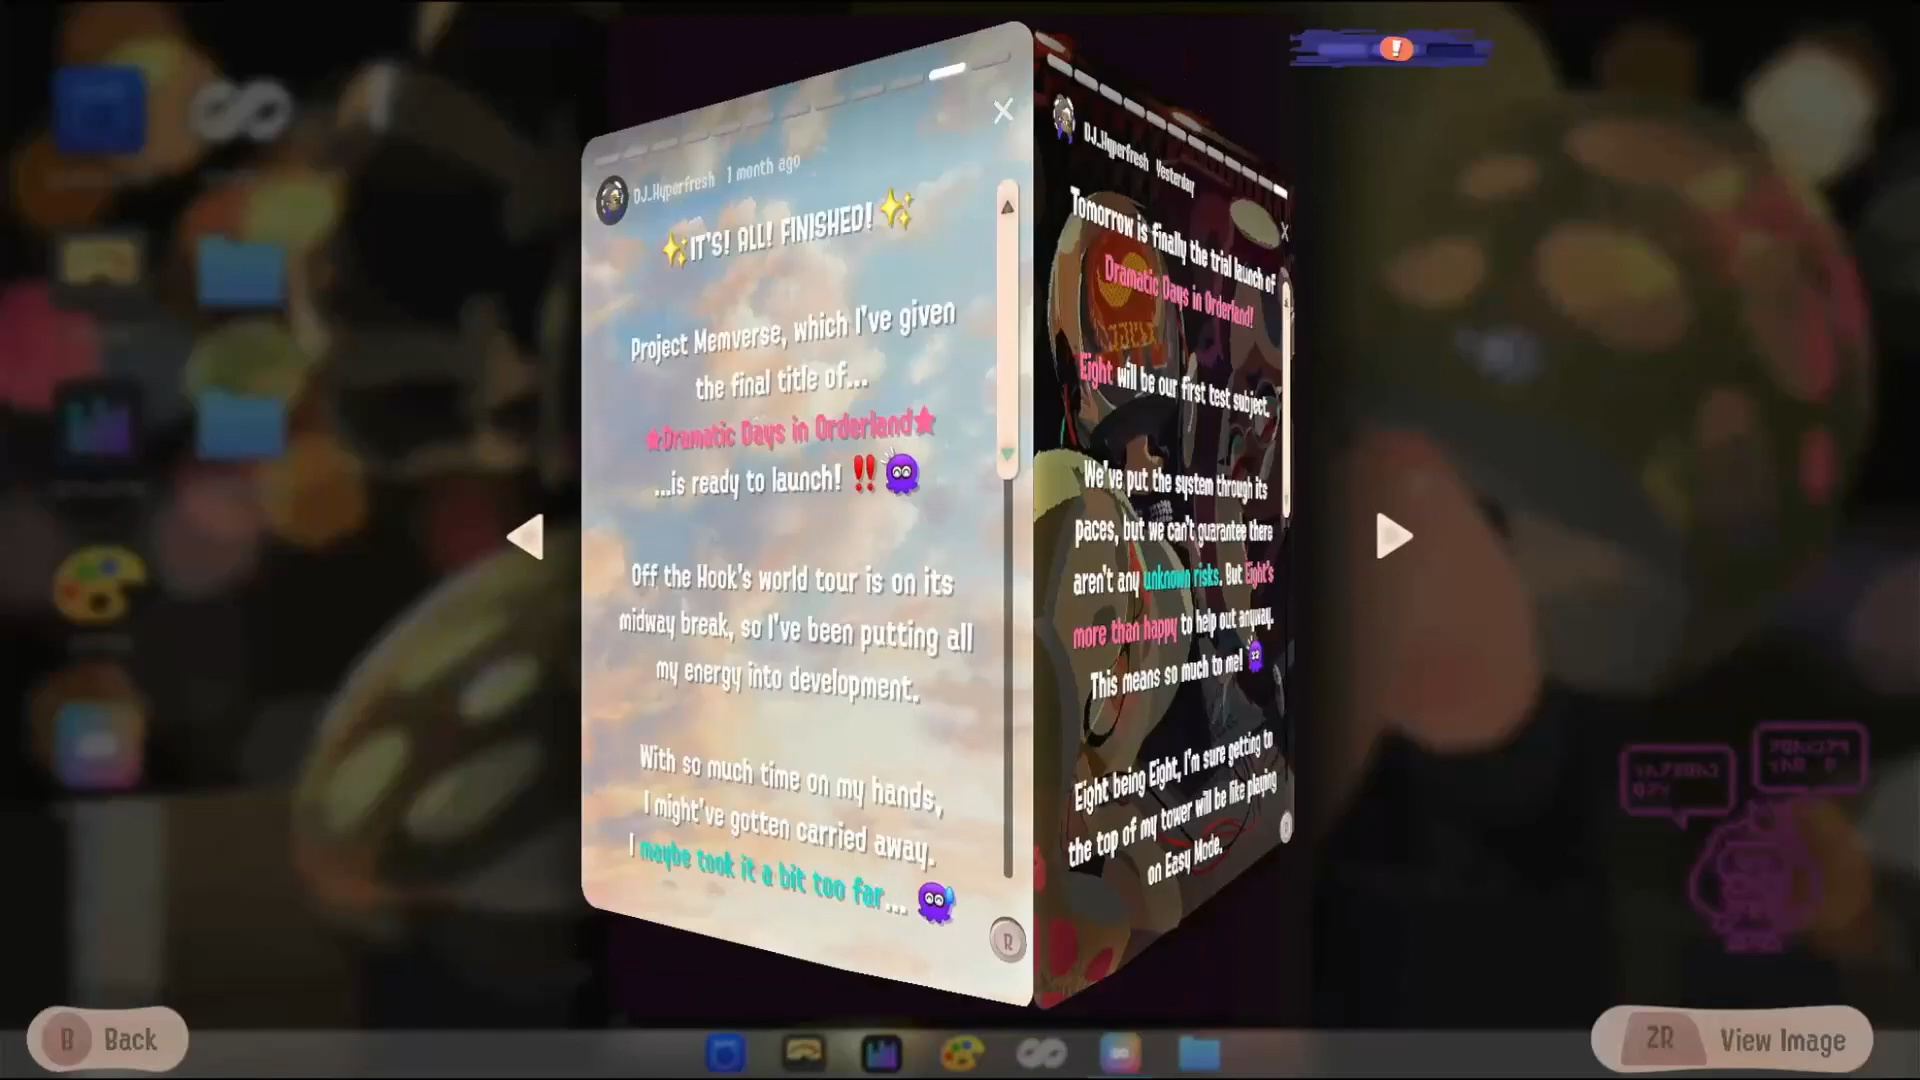 DJ_Hyperfresh 1 month ago
✨IT'S! ALL! FINISHED!✨
Project Memverse, which I've given
the final title of...
★Dramatic Days in Orderland★
...is ready to launch! ‼
Off the Hook's world tour is on its
midway break, so I've been putting all
my energy into development.
With so much time on my hands,
I might've gotten carried away.
I maybe took it a bit too far...
R
DJ_Hyperfresh Yesterday
Tomorrow is finally the trial launch of
Dramatic Days in Orderland!
Eight will be our first test subject.
We've put the system through its
paces, but we can't guarantee there
aren't any unknown risks. But Eight's
more than happy to help out anyway.
This means so much to me!
Eight being Eight, I'm sure getting to
the top of my tower will be like playing
on Easy Mode.
B Back
ZR View Image